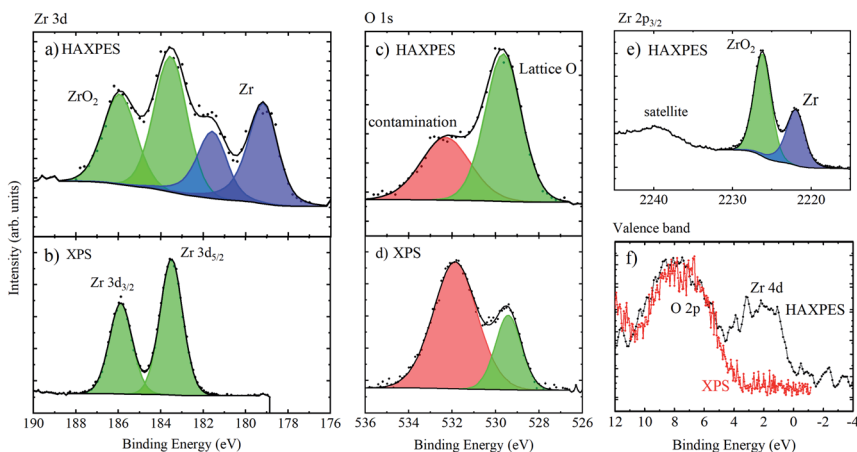 Zr 3d
a) HAXPES
ZrO2
Zr
b) XPS
Zr 3d3/2
Zr 3d5/2
190 188 186 184 182 180 178 176
Binding Energy (eV)
Intensity (arb. units)
O 1s
c) HAXPES
Lattice O
contamination
d) XPS
536 534 532 530 528 526
Binding Energy (eV)
Zr 2p3/2
e) HAXPES
ZrO2
Zr
satellite
2240 2230 2220
Valence band
f)
Zr 4d
HAXPES
O 2p
XPS
12 10 8 6 4 2 0 -2 -4
Binding Energy (eV)